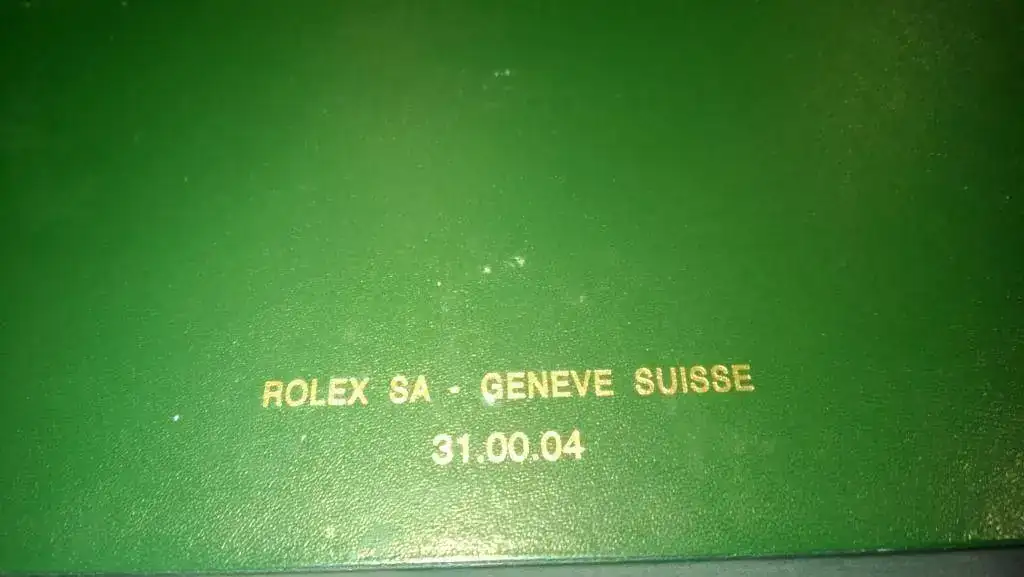 ROLEX SA - GENEVE SUISSE
31.00.04